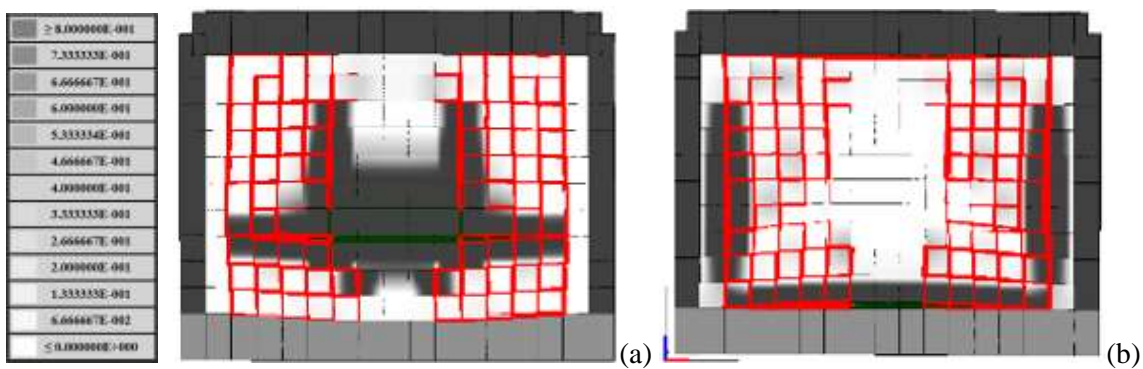 ≥ 8.000000E-001
7.333333E-001
6.666667E-001
6.000000E-001
5.333334E-001
4.666667E-001
4.000000E-001
3.333333E-001
2.666667E-001
2.000000E-001
1.333333E-001
6.666667E-002
≤ 0.000000E+000
(a)
(b)